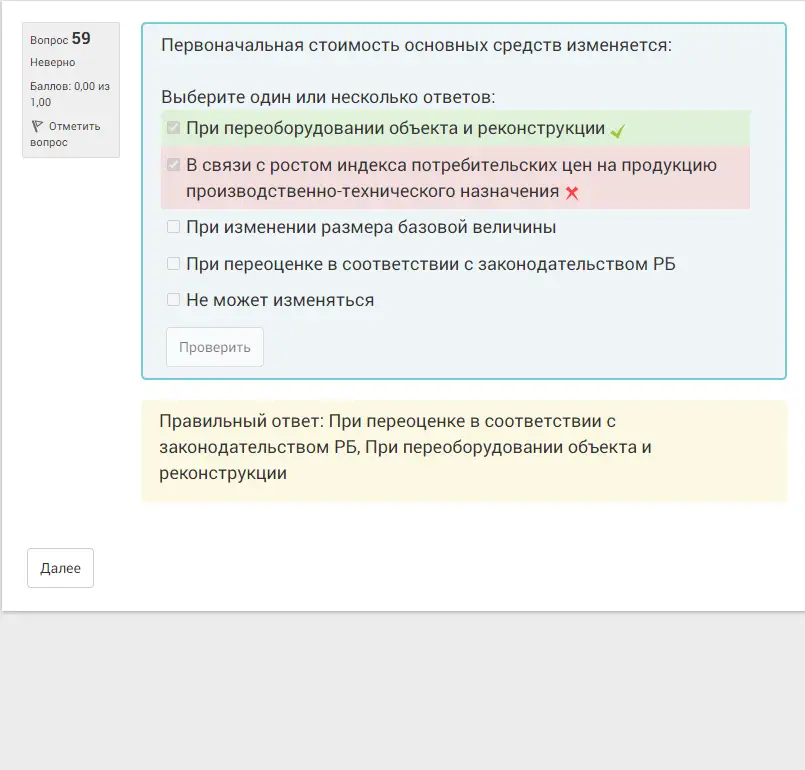 Вопрос 59
Неверно
Баллов: 0,00 из
1,00
Отметить
вопрос
Первоначальная стоимость основных средств изменяется:
Выберите один или несколько ответов:
При переоборудовании объекта и реконструкции
В связи с ростом индекса потребительских цен на продукцию
производственно-технического назначения
При изменении размера базовой величины
При переоценке в соответствии с законодательством РБ
Не может изменяться
Проверить
Правильный ответ: При переоценке в соответствии с
законодательством РБ, При переоборудовании объекта и
реконструкции
Далее